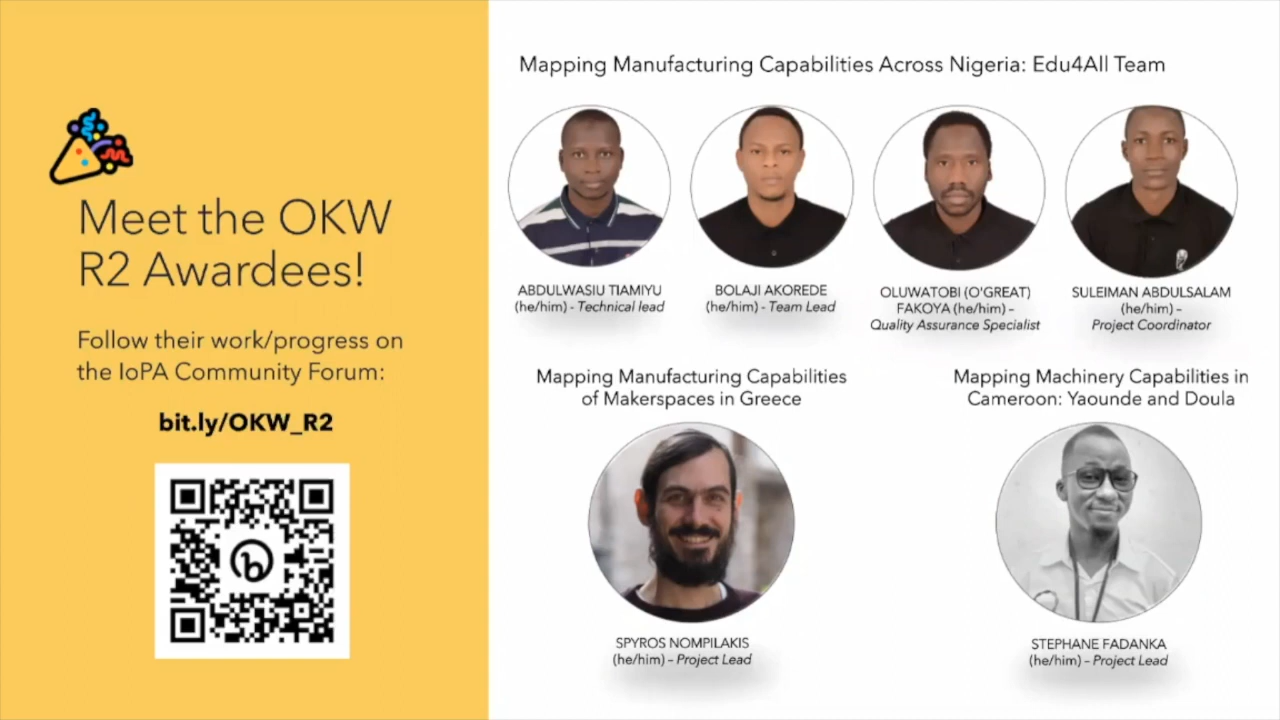 Meet the OKW
R2 Awardees!
Follow their work/progress on
the IoPA Community Forum:
bit.ly/OKW_R2
b
Mapping Manufacturing Capabilities Across Nigeria: Edu4All Team
ABDULWASIU TIAMIYU
(he/him) - Technical lead
BOLAJI AKOREDE
(he/him) - Team Lead
OLUWATOBI (O'GREAT)
FAKOYA (he/him) –
Quality Assurance Specialist
SULEIMAN ABDULSALAM
(he/him) –
Project Coordinator
Mapping Manufacturing Capabilities
of Makerspaces in Greece
SPYROS NOMPILAKIS
(he/him) – Project Lead
Mapping Machinery Capabilities in
Cameroon: Yaounde and Doula
STEPHANE FADANKA
(he/him) – Project Lead